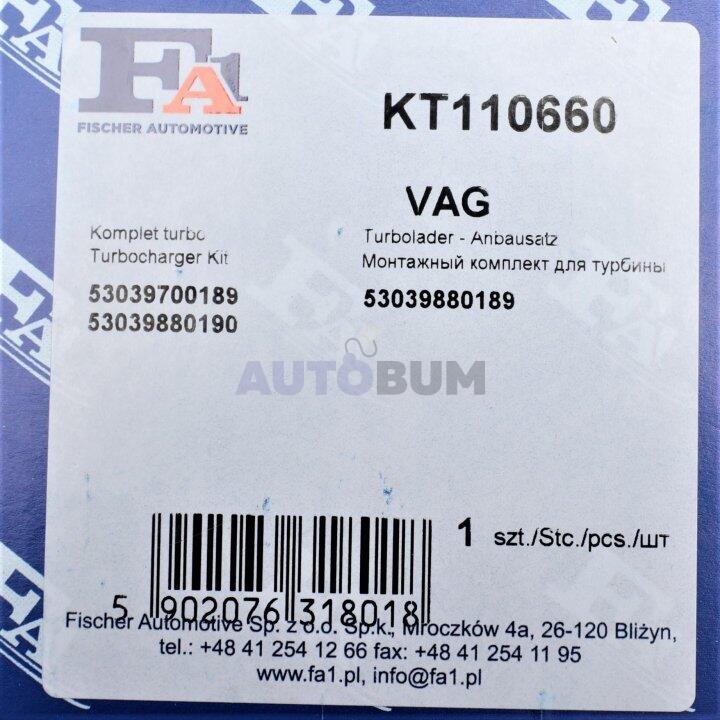 FA1
FISCHER AUTOMOTIVE
KT110660
VAG
Komplet turbo
Turbocharger Kit
Turbolader - Anbausatz
Монтажный комплект для турбины
53039700189
53039880190
53039880189
AUTOBUM
1 szt./Stc./pcs./шт
5 902076 318018
Fischer Automotive Sp. z o.o. Sp.k., Mroczków 4a, 26-120 Bliżyn,
tel.: +48 41 254 12 66 fax: +48 41 254 11 95
www.fa1.pl, info@fa1.pl